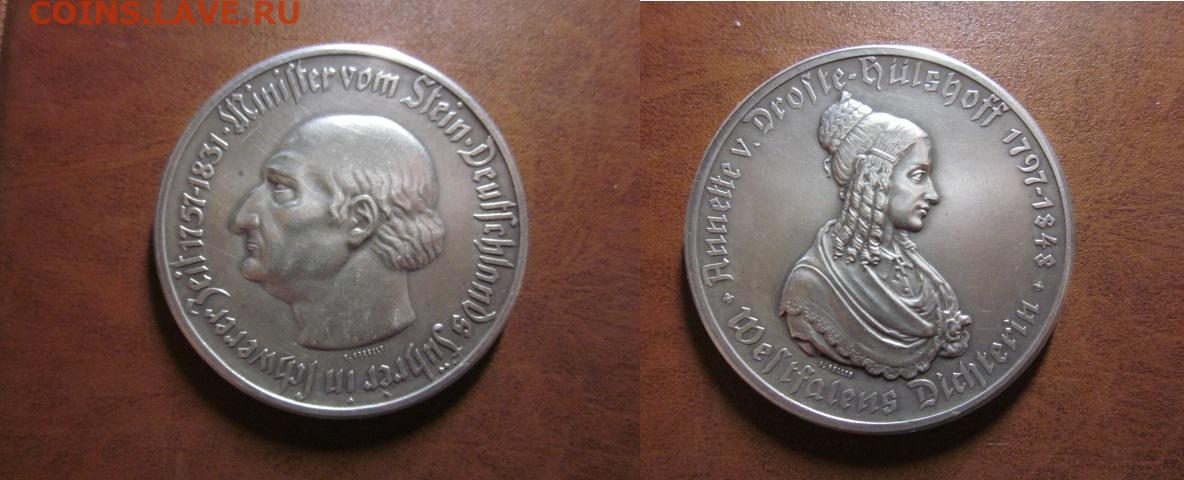 COINS.LAVE.RU
Minister vom Stein · Deutschlands Führer in schwerer Zeit 1757·1831 ·
Annette v. Droste-Hülshoff 1797-1848
* Westfalens Dichterin *